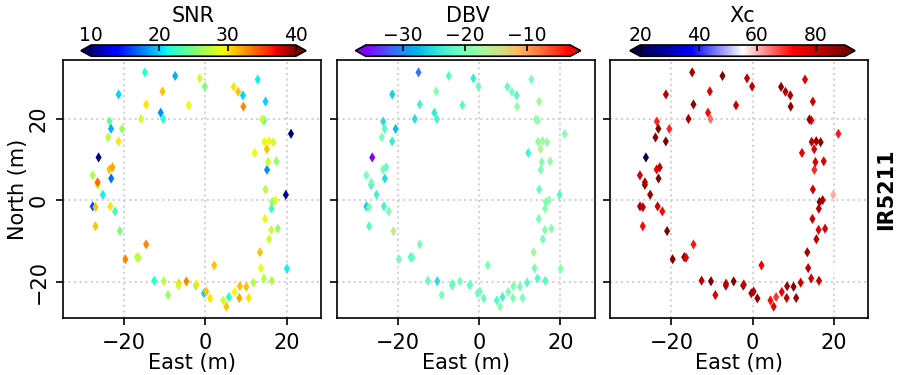 SNR DBV Xc
10 20 30 40 −30 −20 −10 20 40 60 80
20
0
−20
North (m)
−20 0 20 −20 0 20 −20 0 20
East (m) East (m) East (m)
IR5211